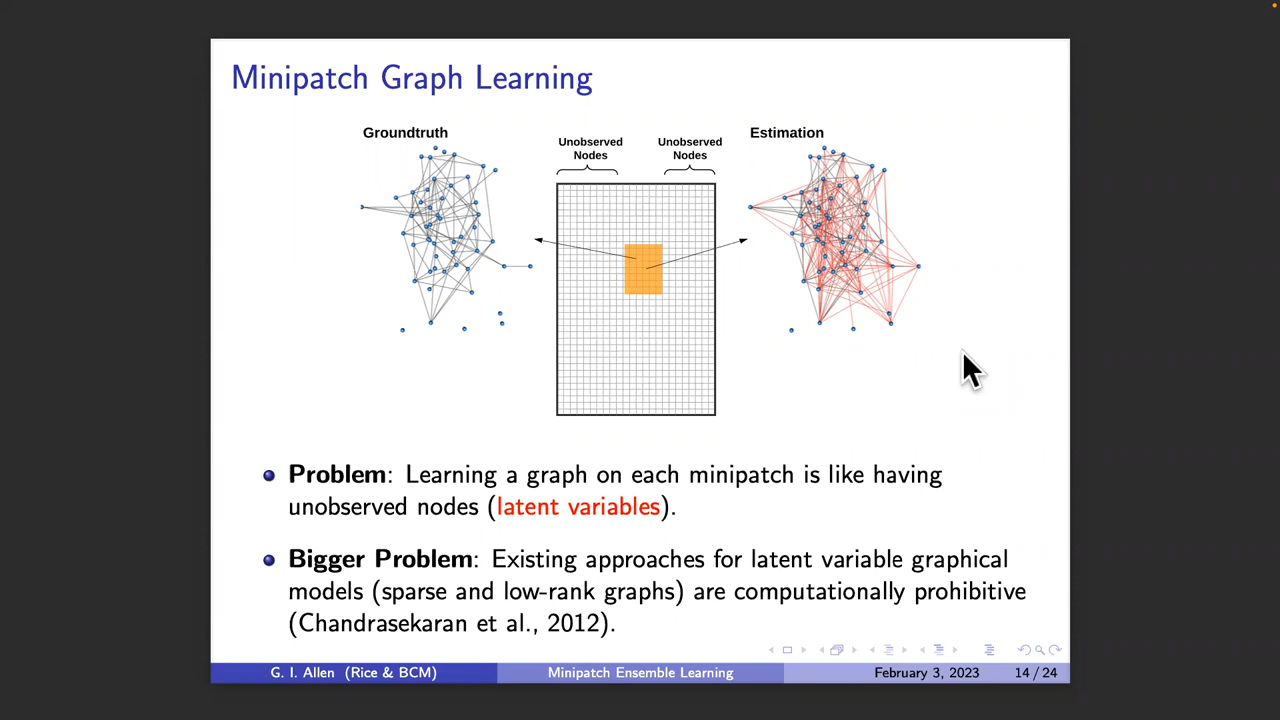 Minipatch Graph Learning
Groundtruth
Unobserved
Nodes
Unobserved
Nodes
Estimation
Problem: Learning a graph on each minipatch is like having
unobserved nodes (latent variables).
Bigger Problem: Existing approaches for latent variable graphical
models (sparse and low-rank graphs) are computationally prohibitive
(Chandrasekaran et al., 2012).
G. I. Allen (Rice & BCM)
Minipatch Ensemble Learning
February 3, 2023
14 / 24